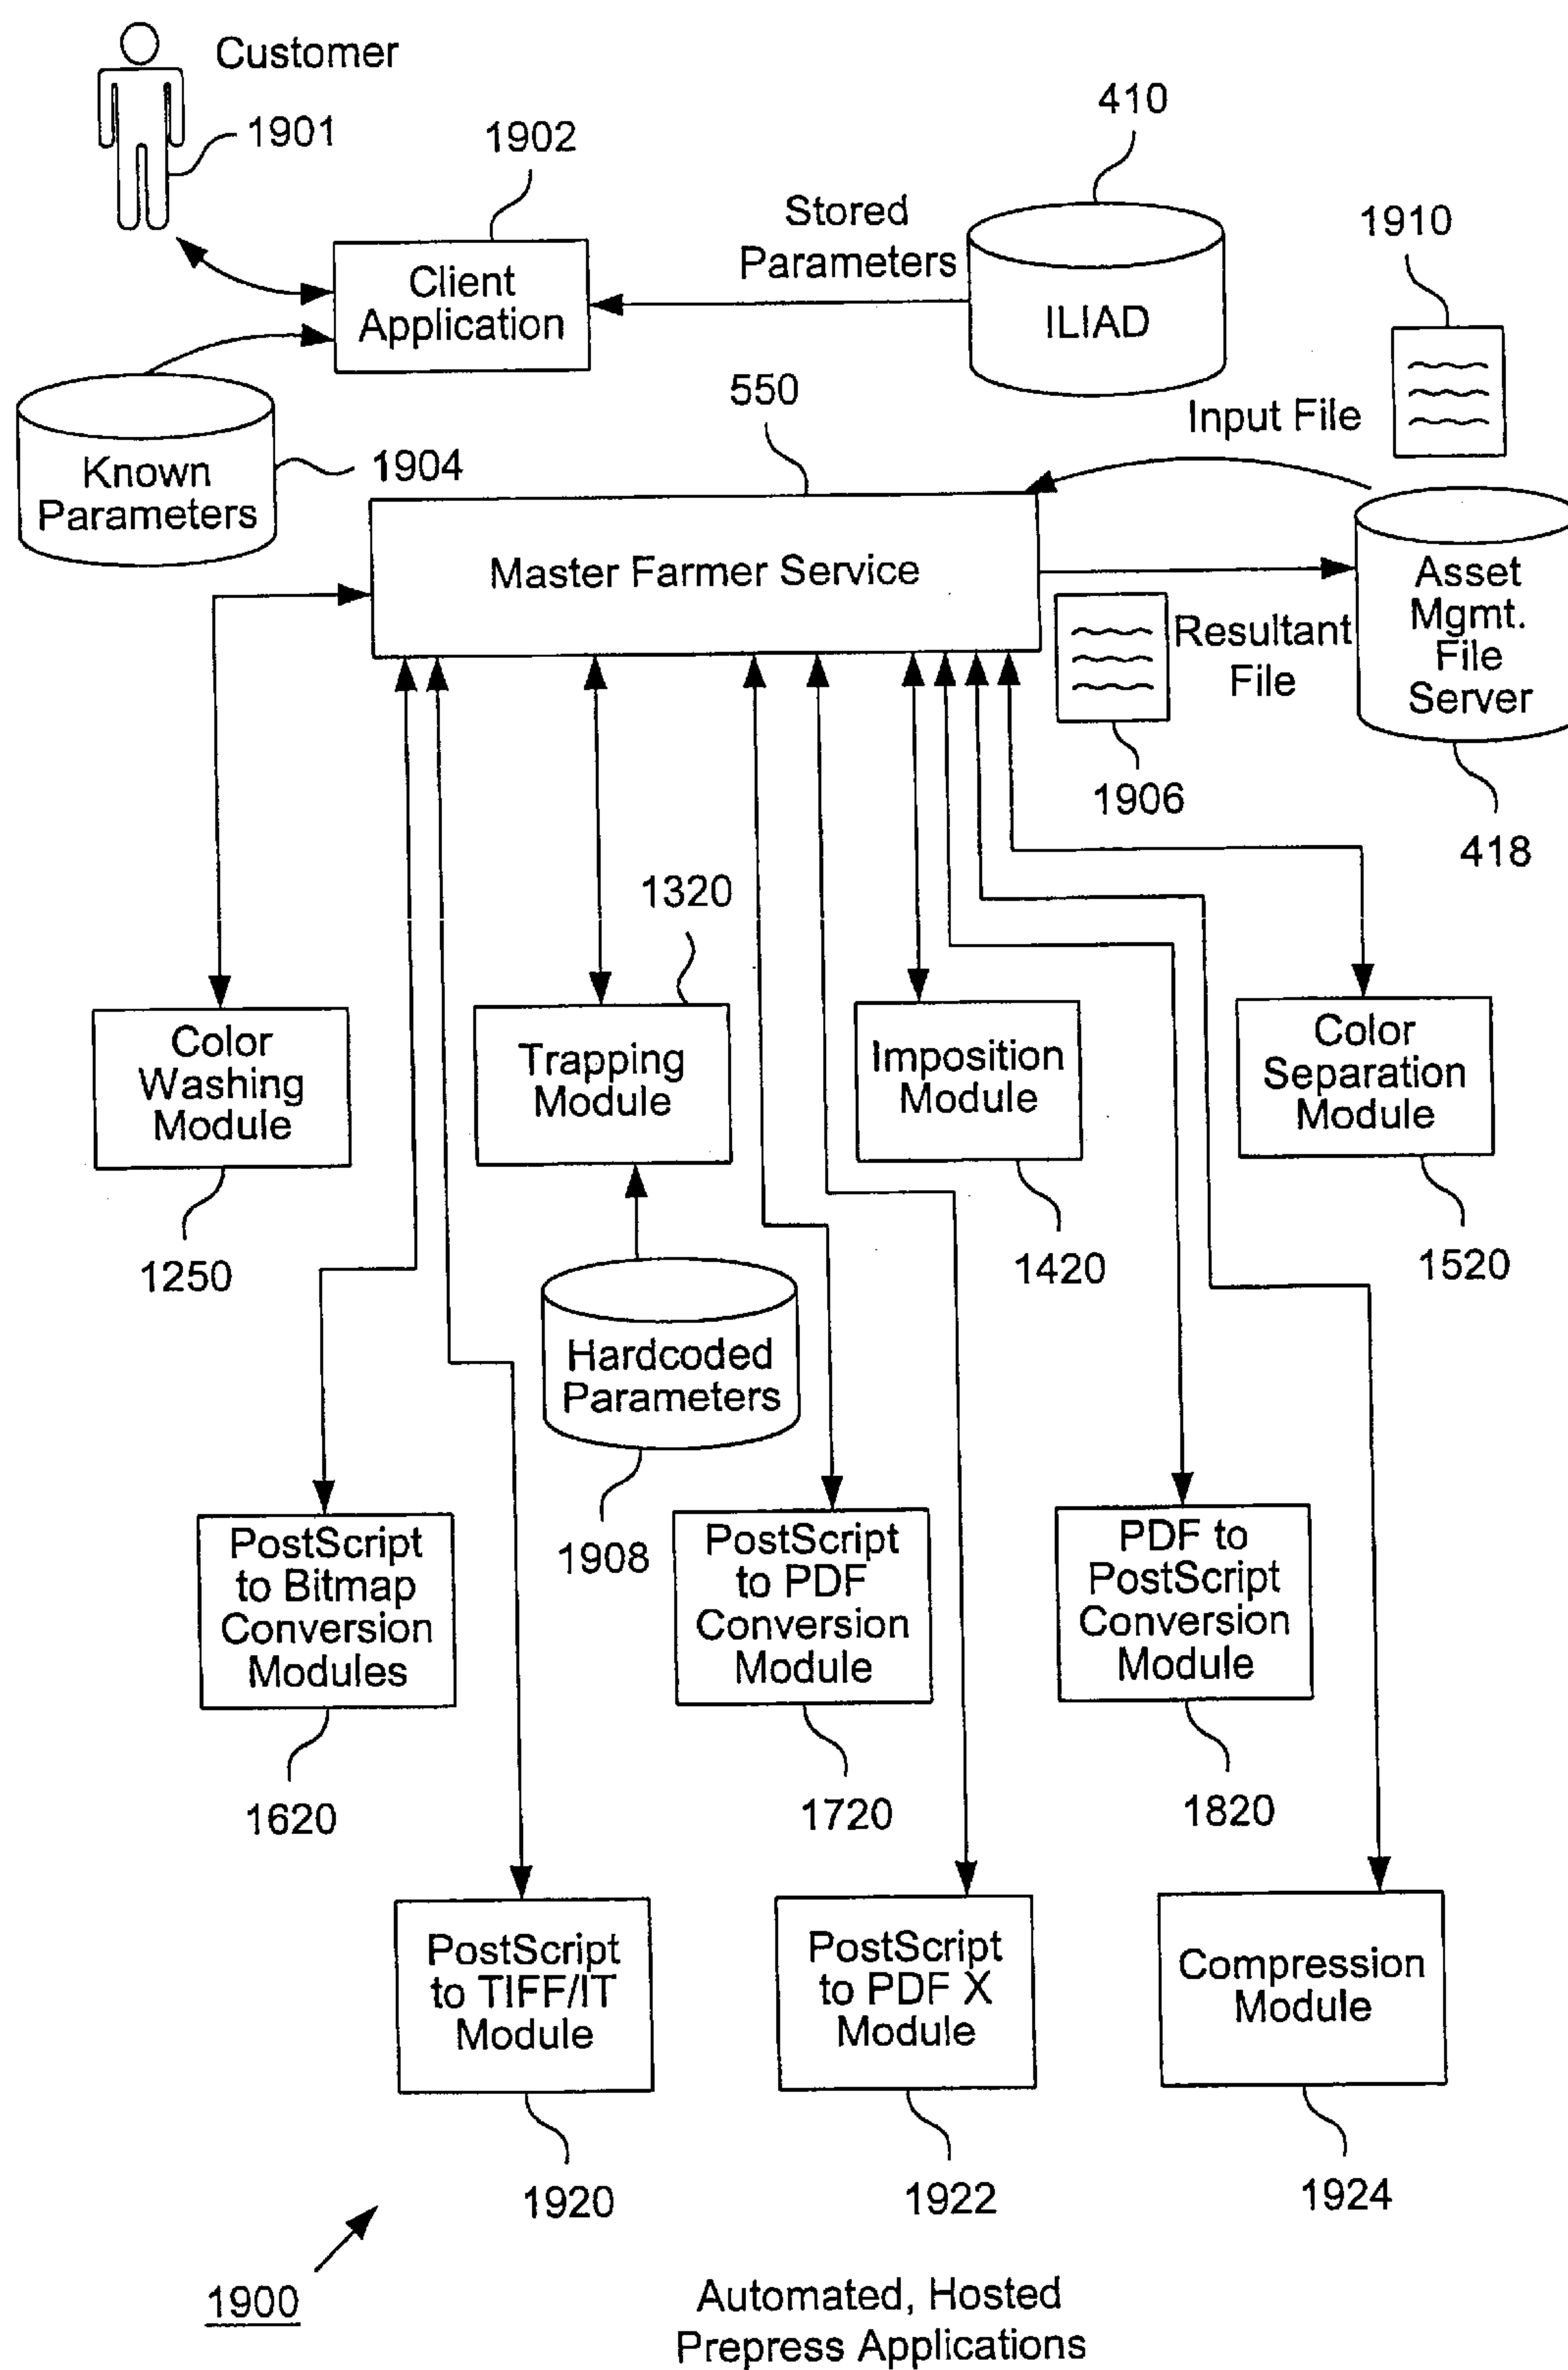 Customer
1901
1902
410
Stored
Parameters
1910
Client
Application
ILIAD
550
Input File
Known
Parameters
1904
Master Farmer Service
Asset
Mgmt.
File
Server
Resultant
File
1906
418
1320
Color
Washing
Module
Trapping
Module
Imposition
Module
Color
Separation
Module
1250
1420
1520
Hardcoded
Parameters
1908
PostScript
to Bitmap
Conversion
Modules
PostScript
to PDF
Conversion
Module
PDF to
PostScript
Conversion
Module
1620
1720
1820
PostScript
to TIFF/IT
Module
PostScript
to PDF X
Module
Compression
Module
1920
1922
1924
1900
Automated, Hosted
Prepress Applications